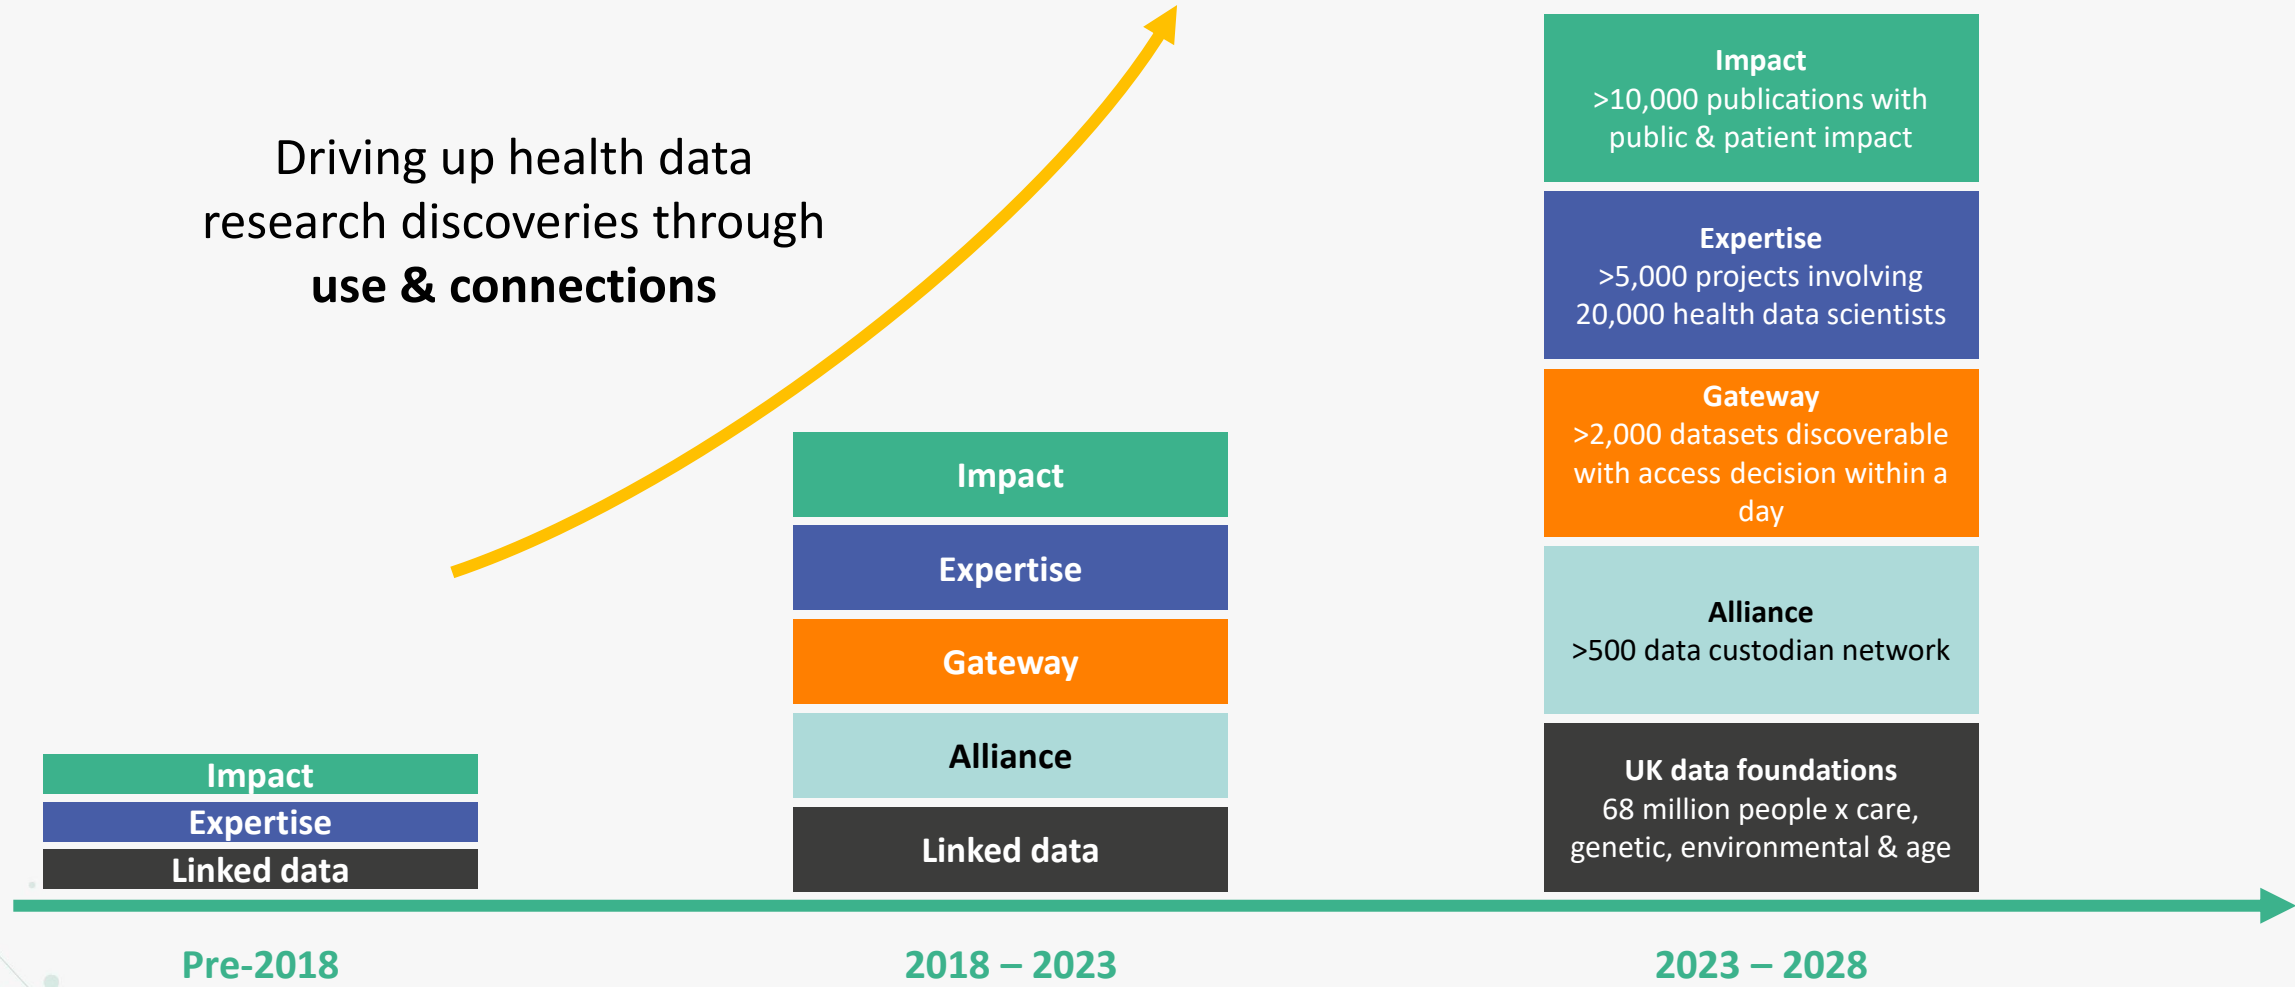 Driving up health data
research discoveries through
use & connections
Impact
Expertise
Linked data
Impact
Expertise
Gateway
Alliance
Linked data
Impact
>10,000 publications with
public & patient impact
Expertise
>5,000 projects involving
20,000 health data scientists
Gateway
>2,000 datasets discoverable
with access decision within a
day
Alliance
>500 data custodian network
UK data foundations
68 million people x care,
genetic, environmental & age
Pre-2018
2018 – 2023
2023 – 2028